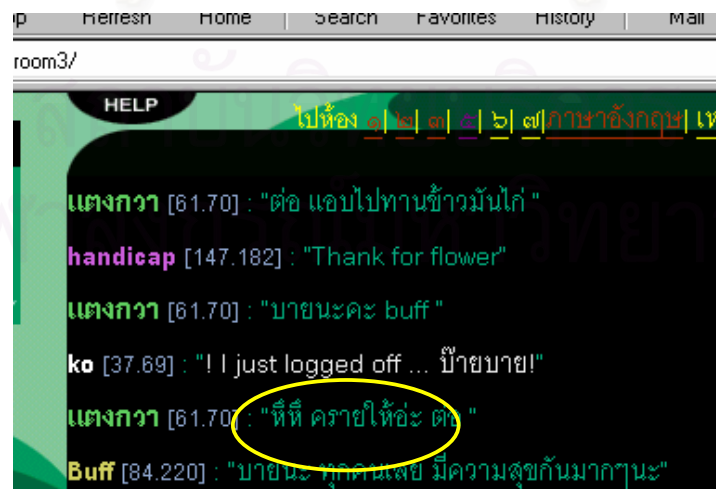 Refresh Home Search Favorites History Mail
room3/
HELP
ไปห้อง ๑| ๒| ๓| ๕| ๖| ๗|ภาษาอังกฤษ|
แตงกวา [61.70] : "ต่อ แอบไปทานข้าวมันไก่ "
handicap [147.182] : "Thank for flower"
แตงกวา [61.70] : "บายนะคะ buff "
ko [37.69] : "! I just logged off ... ป๊ายบาย!"
แตงกวา [61.70] : "หึหึ ครายให้อ่ะ ต่อ "
Buff [84.220] : "บายนะ ทุกคนเลย มีความสุขกันมากๆนะ"